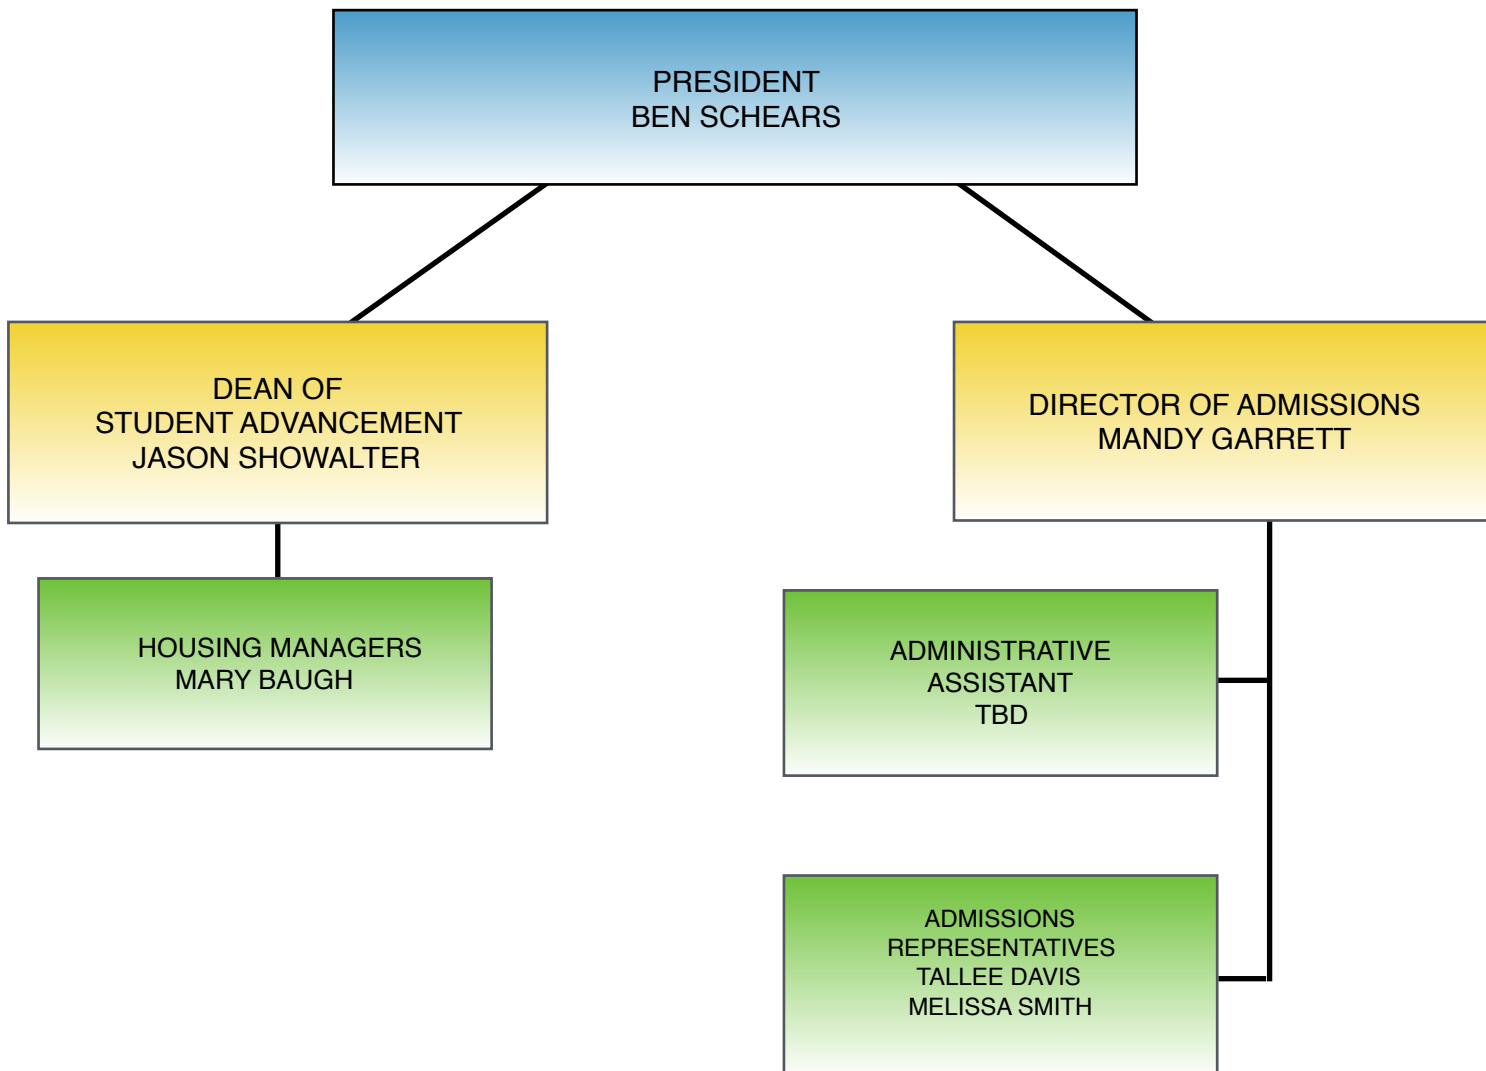 PRESIDENT
BEN SCHEARS
DEAN OF
STUDENT ADVANCEMENT
JASON SHOWALTER
DIRECTOR OF ADMISSIONS
MANDY GARRETT
HOUSING MANAGERS
MARY BAUGH
ADMINISTRATIVE
ASSISTANT
TBD
ADMISSIONS
REPRESENTATIVES
TALLEE DAVIS
MELISSA SMITH